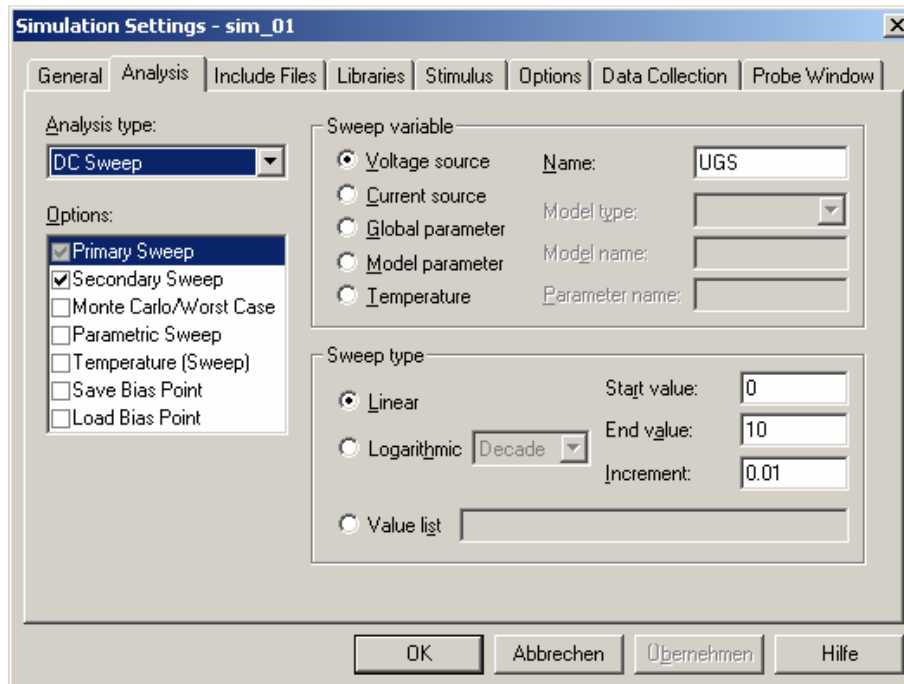 Simulation Settings - sim_01
General Analysis Include Files Libraries Stimulus Options Data Collection Probe Window
Analysis type:
DC Sweep
Options:
Primary Sweep
Secondary Sweep
Monte Carlo/Worst Case
Parametric Sweep
Temperature (Sweep)
Save Bias Point
Load Bias Point
Sweep variable
Voltage source
Current source
Global parameter
Model parameter
Temperature
Name: UGS
Model type:
Model name:
Parameter name:
Sweep type
Linear
Logarithmic Decade
Value list
Start value: 0
End value: 10
Increment: 0.01
OK Abbrechen Übernehmen Hilfe